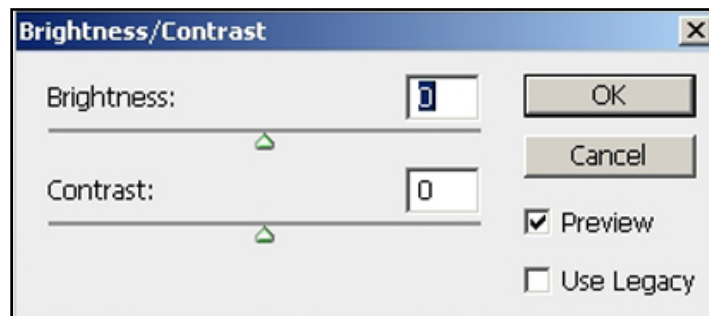 Brightness/Contrast
Brightness: 0
OK
Cancel
Contrast: 0
Preview
Use Legacy